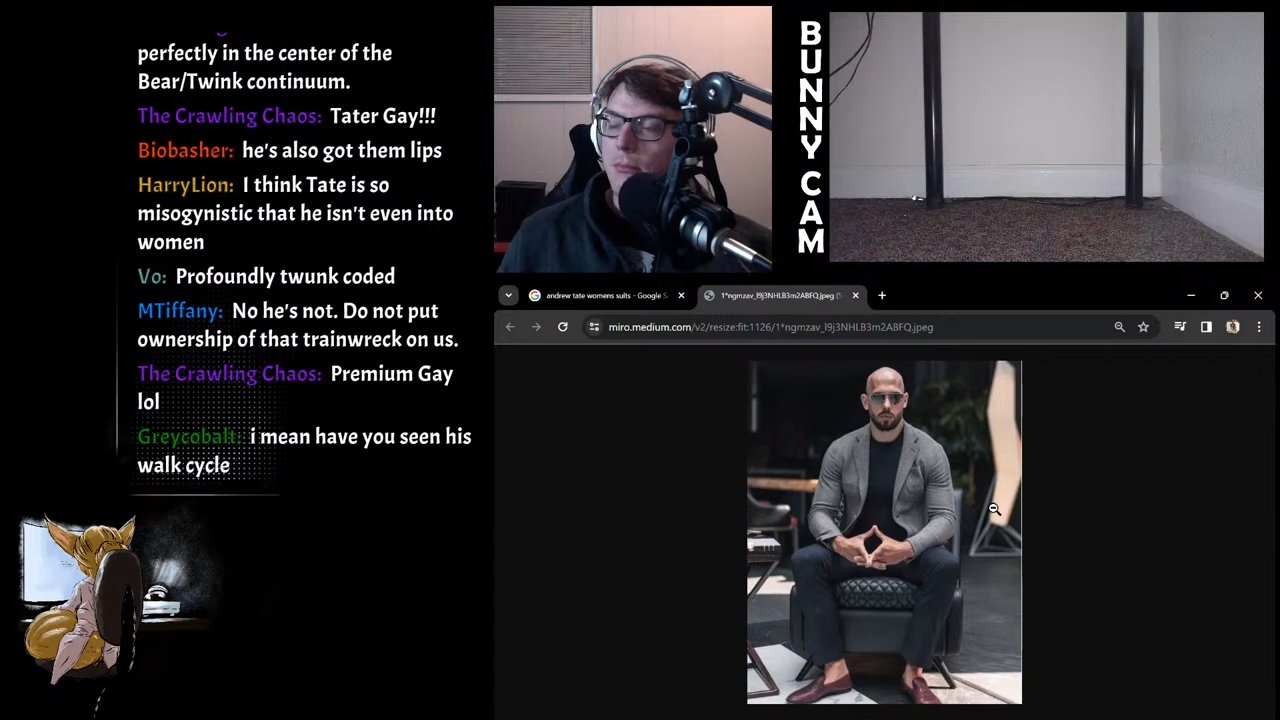 perfectly in the center of the
Bear/Twink continuum.
The Crawling Chaos: Tater Gay!!!
Biobasher: he's also got them lips
HarryLion: I think Tate is so
misogynistic that he isn't even into
women
Vo: Profoundly twunk coded
MTiffany: No he's not. Do not put
ownership of that trainwreck on us.
The Crawling Chaos: Premium Gay
lol
Greycobalt: i mean have you seen his
walk cycle
BUNNY CAM
andrew tate womens suits - Google S
1*ngmzav_l9j3NHLB3m2ABFQ.jpeg (
miro.medium.com/v2/resize:fit:1126/1*ngmzav_l9j3NHLB3m2ABFQ.jpeg